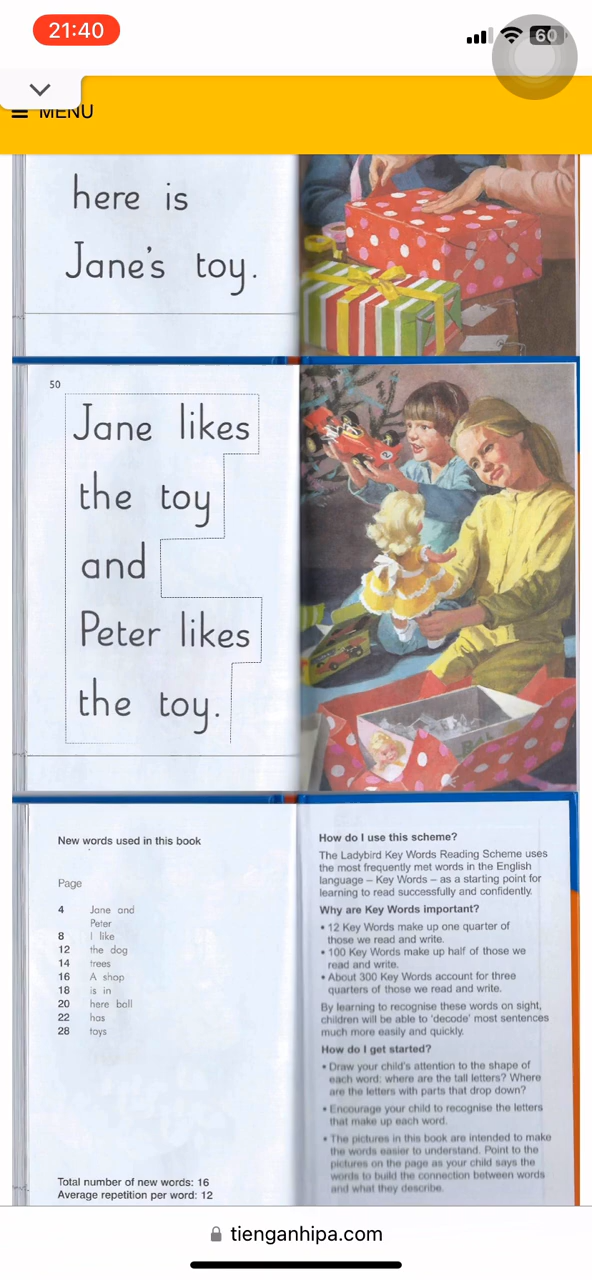 21:40
60
MENU
here is
Jane's toy.
50
Jane likes
the toy
and
Peter likes
the toy.
2
New words used in this book
Page
4 Jane and
Peter
8 I like
12 the dog
14 trees
16 A shop
18 is in
20 here ball
22 has
28 toys
Total number of new words: 16
Average repetition per word: 12
How do I use this scheme?
The Ladybird Key Words Reading Scheme uses
the most frequently met words in the English
language – Key Words – as a starting point for
learning to read successfully and confidently.
Why are Key Words important?
• 12 Key Words make up one quarter of
those we read and write.
• 100 Key Words make up half of those we
read and write.
• About 300 Key Words account for three
quarters of those we read and write.
By learning to recognise these words on sight,
children will be able to 'decode' most sentences
much more easily and quickly.
How do I get started?
• Draw your child's attention to the shape of
each word; where are the tall letters? Where
are the letters with parts that drop down?
• Encourage your child to recognise the letters
that make up each word.
• The pictures in this book are intended to make
the words easier to understand. Point to the
pictures on the page as your child says the
words to build the connection between words
and what they describe.
tienganhipa.com